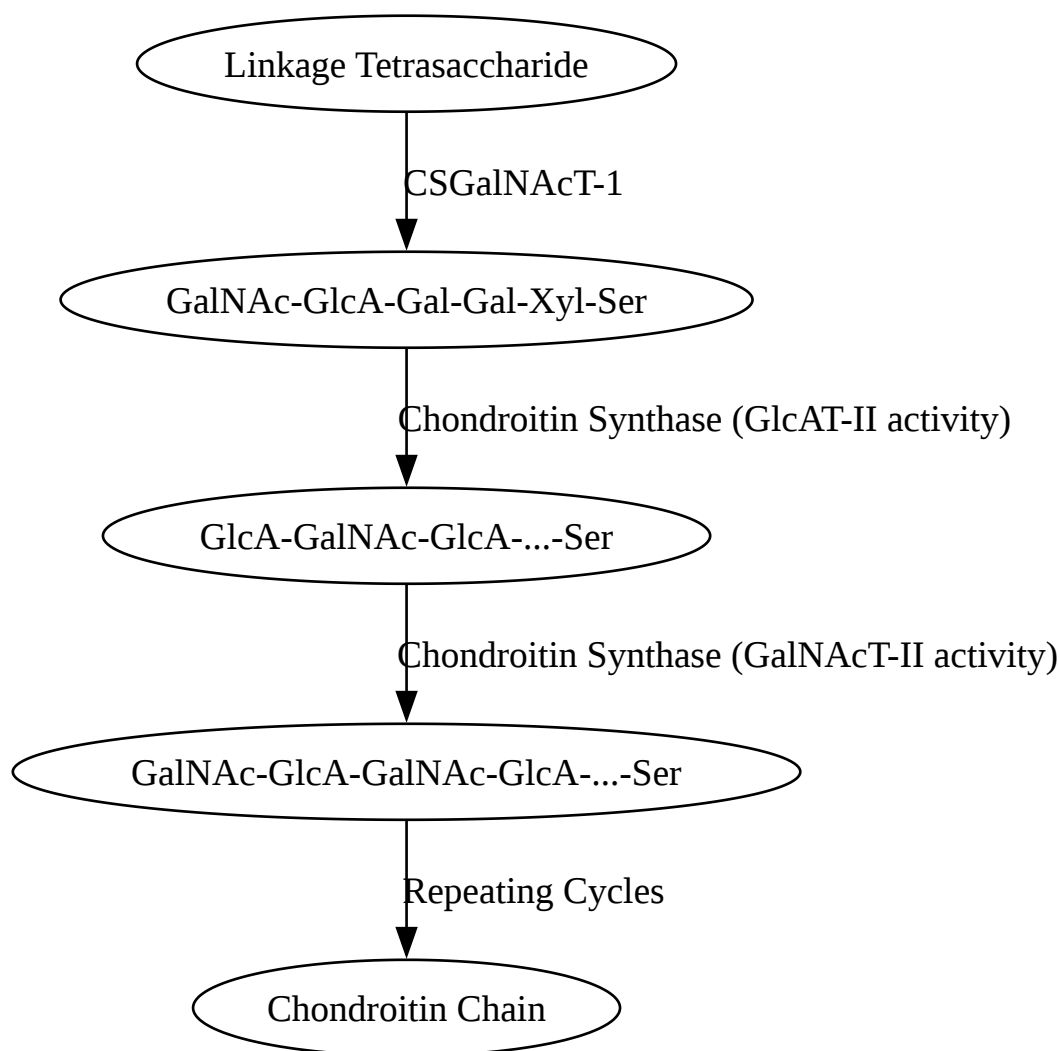 Linkage Tetrasaccharide
CSGalNAcT-1
GalNAc-GlcA-Gal-Gal-Xyl-Ser
Chondroitin Synthase (GlcAT-II activity)
GlcA-GalNAc-GlcA-...-Ser
Chondroitin Synthase (GalNAcT-II activity)
GalNAc-GlcA-GalNAc-GlcA-...-Ser
Repeating Cycles
Chondroitin Chain